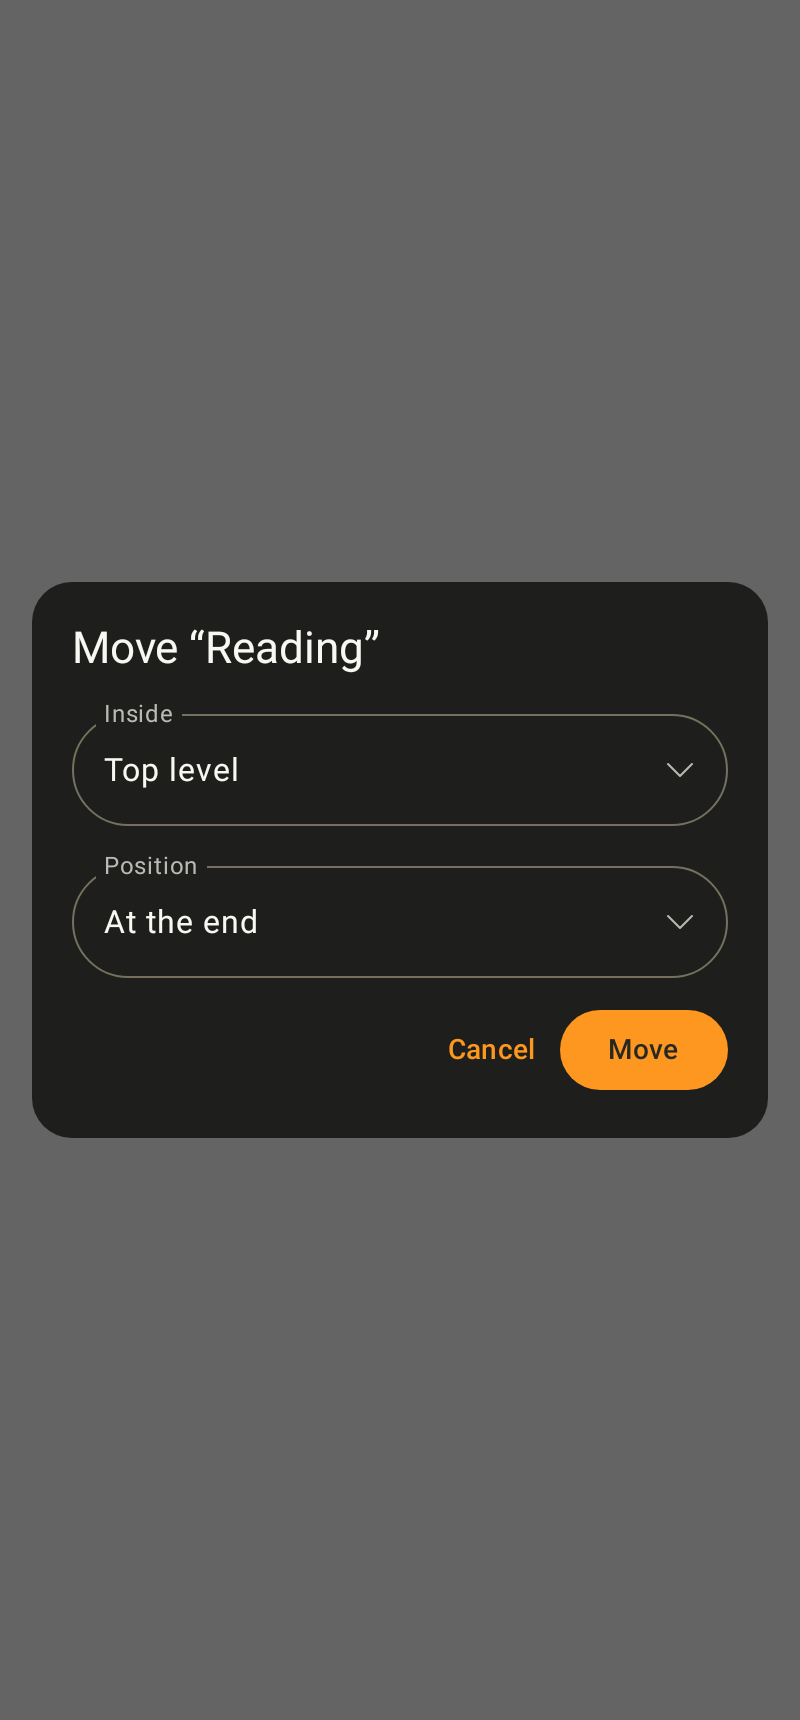 Move “Reading”
Inside
Top level
Position
At the end
Cancel
Move